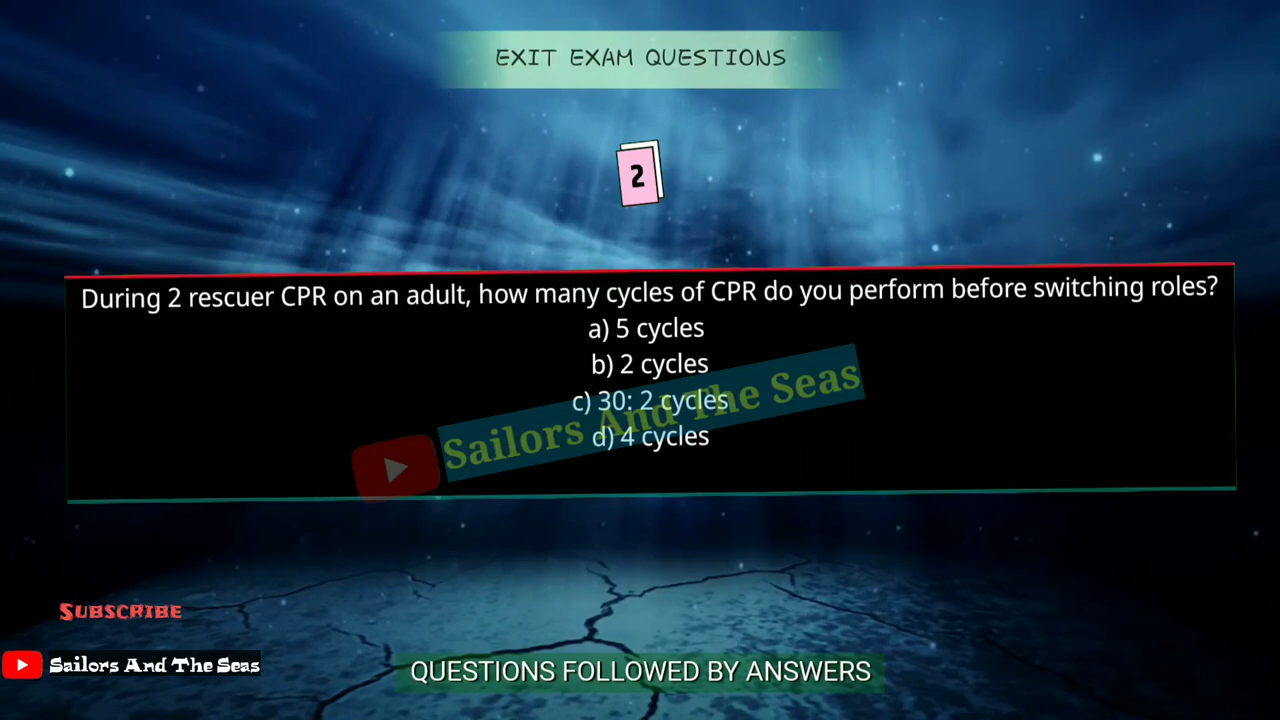 EXIT EXAM QUESTIONS
2
During 2 rescuer CPR on an adult, how many cycles of CPR do you perform before switching roles?
a) 5 cycles
b) 2 cycles
c) 30: 2 cycles
d) 4 cycles
Sailors And The Seas
SUBSCRIBE
Sailors And The Seas
QUESTIONS FOLLOWED BY ANSWERS